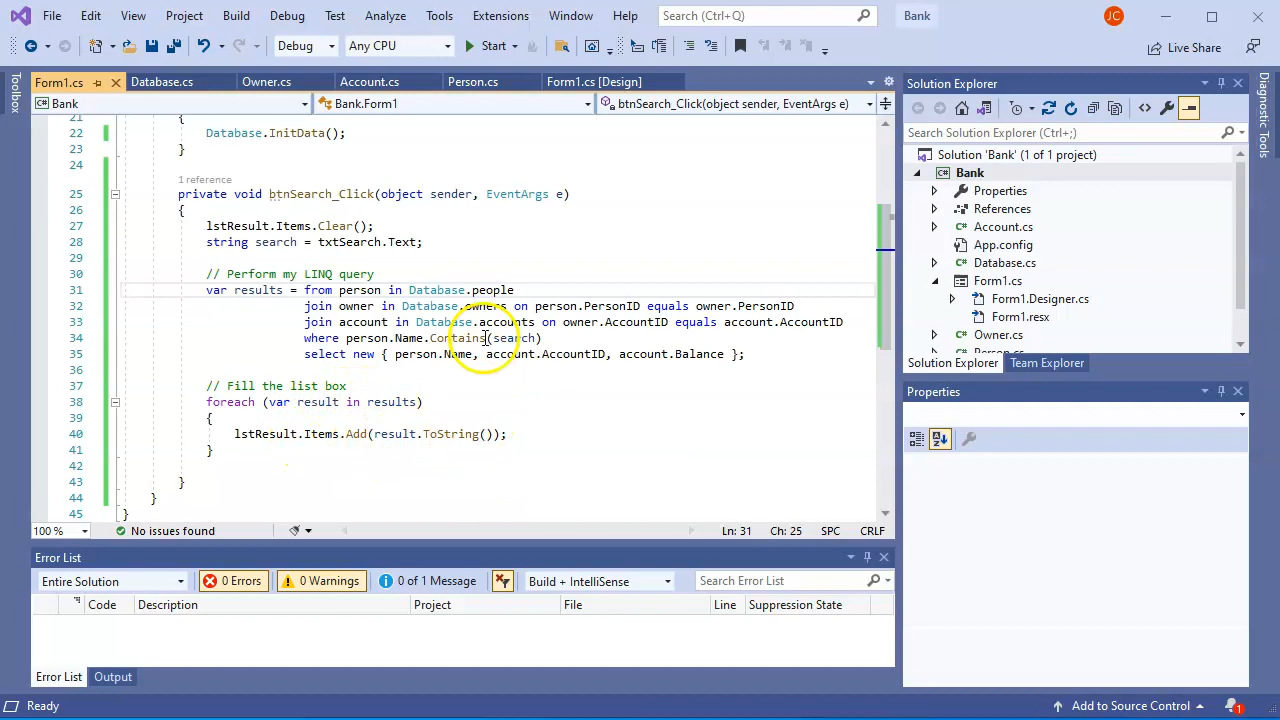 File Edit View Project Build Debug Test Analyze Tools Extensions Window Help Search (Ctrl+Q) Bank JC
Debug Any CPU Start Live Share
Toolbox
Form1.cs Database.cs Owner.cs Account.cs Person.cs Form1.cs [Design]
Bank Bank.Form1 btnSearch_Click(object sender, EventArgs e)
21 {
22 Database.InitData();
23 }
24
1 reference
25 private void btnSearch_Click(object sender, EventArgs e)
26 {
27 lstResult.Items.Clear();
28 string search = txtSearch.Text;
29
30 // Perform my LINQ query
31 var results = from person in Database.people
32 join owner in Database.owners on person.PersonID equals owner.PersonID
33 join account in Database.accounts on owner.AccountID equals account.AccountID
34 where person.Name.Contains(search)
35 select new { person.Name, account.AccountID, account.Balance };
36
37 // Fill the list box
38 foreach (var result in results)
39 {
40 lstResult.Items.Add(result.ToString());
41 }
42
43 }
44 }
45 }
100 % No issues found Ln: 31 Ch: 25 SPC CRLF
Error List
Entire Solution 0 Errors 0 Warnings 0 of 1 Message Build + IntelliSense Search Error List
Code Description Project File Line Suppression State
Error List Output
Solution Explorer
Search Solution Explorer (Ctrl+;)
Solution 'Bank' (1 of 1 project)
Bank
Properties
References
C# Account.cs
App.config
C# Database.cs
Form1.cs
Form1.Designer.cs
Form1.resx
C# Owner.cs
C# Person.cs
Solution Explorer Team Explorer
Properties
Diagnostic Tools
Ready Add to Source Control 1